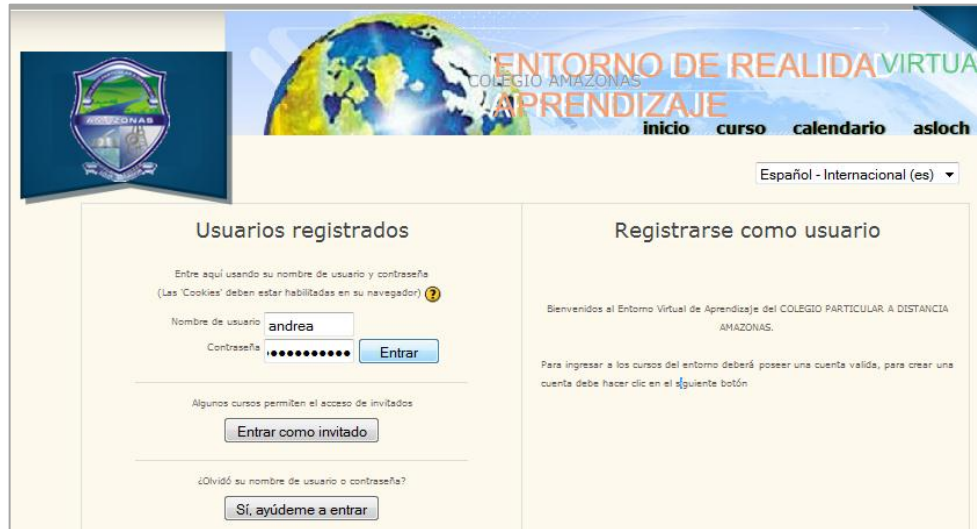 ENTORNO DE REALIDA VIRTUA
COLEGIO AMAZONAS
APRENDIZAJE
inicio curso calendario asloch
AMAZONAS
Español - Internacional (es)
Usuarios registrados
Entre aquí usando su nombre de usuario y contraseña
(Las 'Cookies' deben estar habilitadas en su navegador) ?
Nombre de usuario andrea
Contraseña •••••••••• Entrar
Algunos cursos permiten el acceso de invitados
Entrar como invitado
¿Olvidó su nombre de usuario o contraseña?
Sí, ayúdeme a entrar
Registrarse como usuario
Bienvenidos al Entorno Virtual de Aprendizaje del COLEGIO PARTICULAR A DISTANCIA
AMAZONAS.
Para ingresar a los cursos del entorno deberá poseer una cuenta valida, para crear una
cuenta debe hacer clic en el siguiente botón